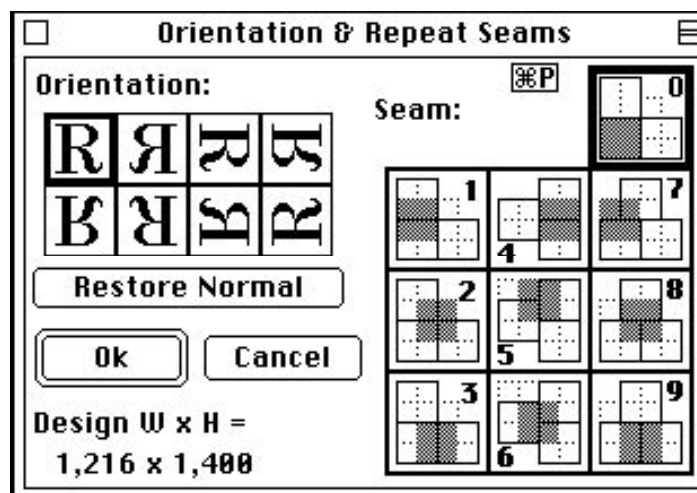 Orientation & Repeat Seams
Orientation:
⌘P
Seam:
0
R R R R
R R R R
1
4
7
2
5
8
3
6
9
Restore Normal
Ok
Cancel
Design W x H =
1,216 x 1,400